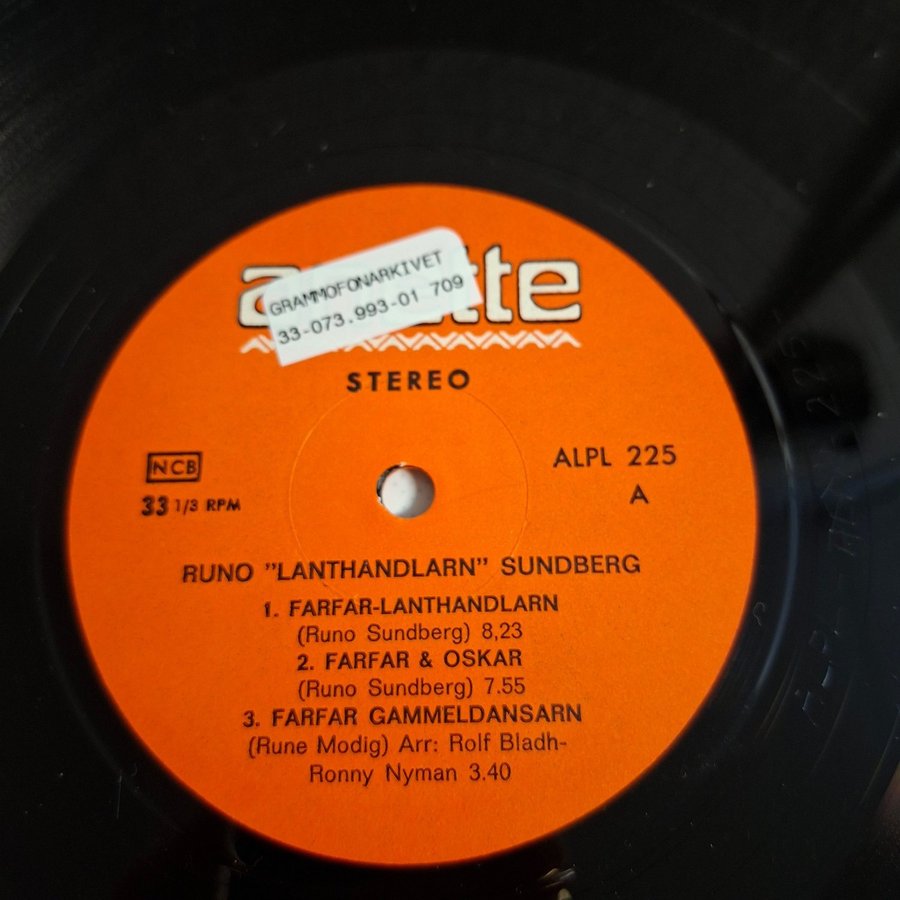 GRAMMOFONARKIVET
33-073.993-01 709
STEREO
NCB
33 1/3 RPM
ALPL 225
A
RUNO "LANTHANDLARN" SUNDBERG
1. FARFAR-LANTHANDLARN
(Runo Sundberg) 8,23
2. FARFAR & OSKAR
(Runo Sundberg) 7.55
3. FARFAR GAMMELDANSARN
(Rune Modig) Arr: Rolf Bladh-
Ronny Nyman 3.40